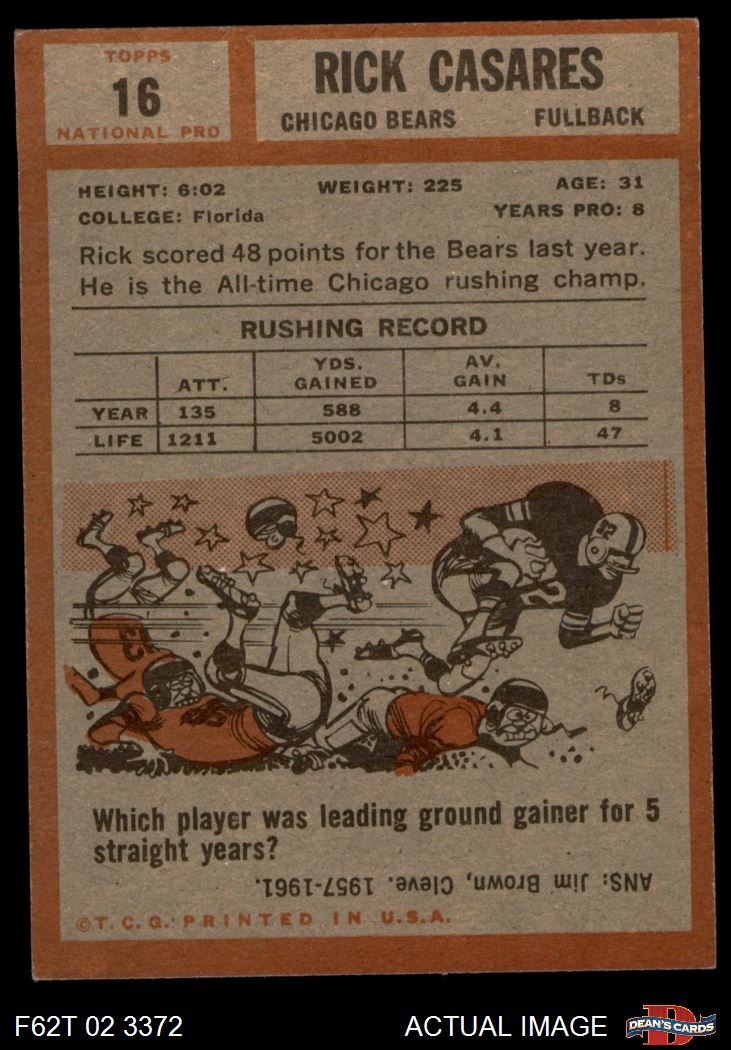 TOPPS
16
NATIONAL PRO
RICK CASARES
CHICAGO BEARS FULLBACK
HEIGHT: 6:02 WEIGHT: 225 AGE: 31
COLLEGE: Florida YEARS PRO: 8
Rick scored 48 points for the Bears last year.
He is the All-time Chicago rushing champ.
RUSHING RECORD
ATT. YDS. GAINED AV. GAIN TDs
YEAR 135 588 4.4 8
LIFE 1211 5002 4.1 47
Which player was leading ground gainer for 5
straight years?
ANS: Jim Brown, Cleve. 1957-1961.
©T.C.G. PRINTED IN U.S.A.
F62T 02 3372 ACTUAL IMAGE DEAN'S CARDS